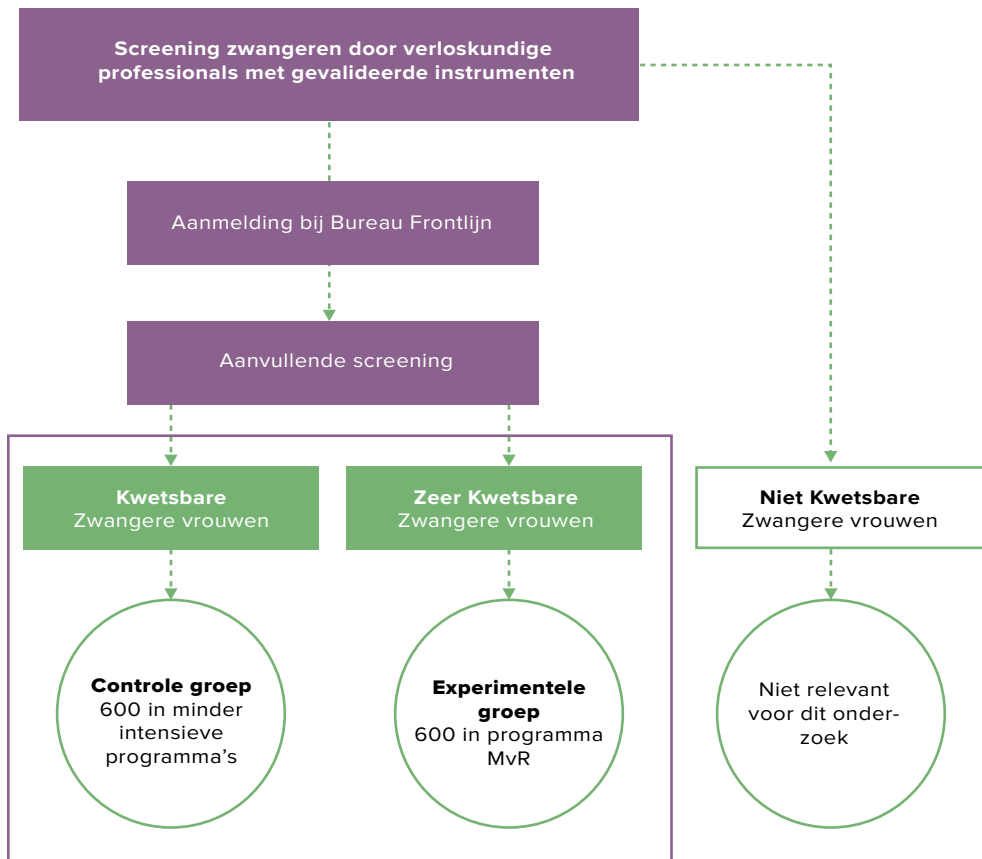 Screening zwangeren door verloskundige
professionals met gevalideerde instrumenten
Aanmelding bij Bureau Frontlijn
Aanvullende screening
Kwetsbare
Zwangere vrouwen
Zeer Kwetsbare
Zwangere vrouwen
Niet Kwetsbare
Zwangere vrouwen
Controle groep
600 in minder
intensieve
programma's
Experimentele
groep
600 in programma
MvR
Niet relevant
voor dit onder-
zoek